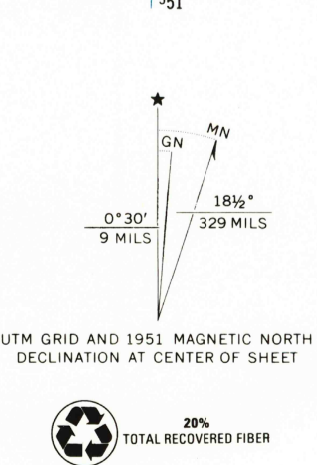 ⁵51
★
MN
GN
18½°
0°30′
329 MILS
9 MILS
UTM GRID AND 1951 MAGNETIC NORTH
DECLINATION AT CENTER OF SHEET
20%
TOTAL RECOVERED FIBER